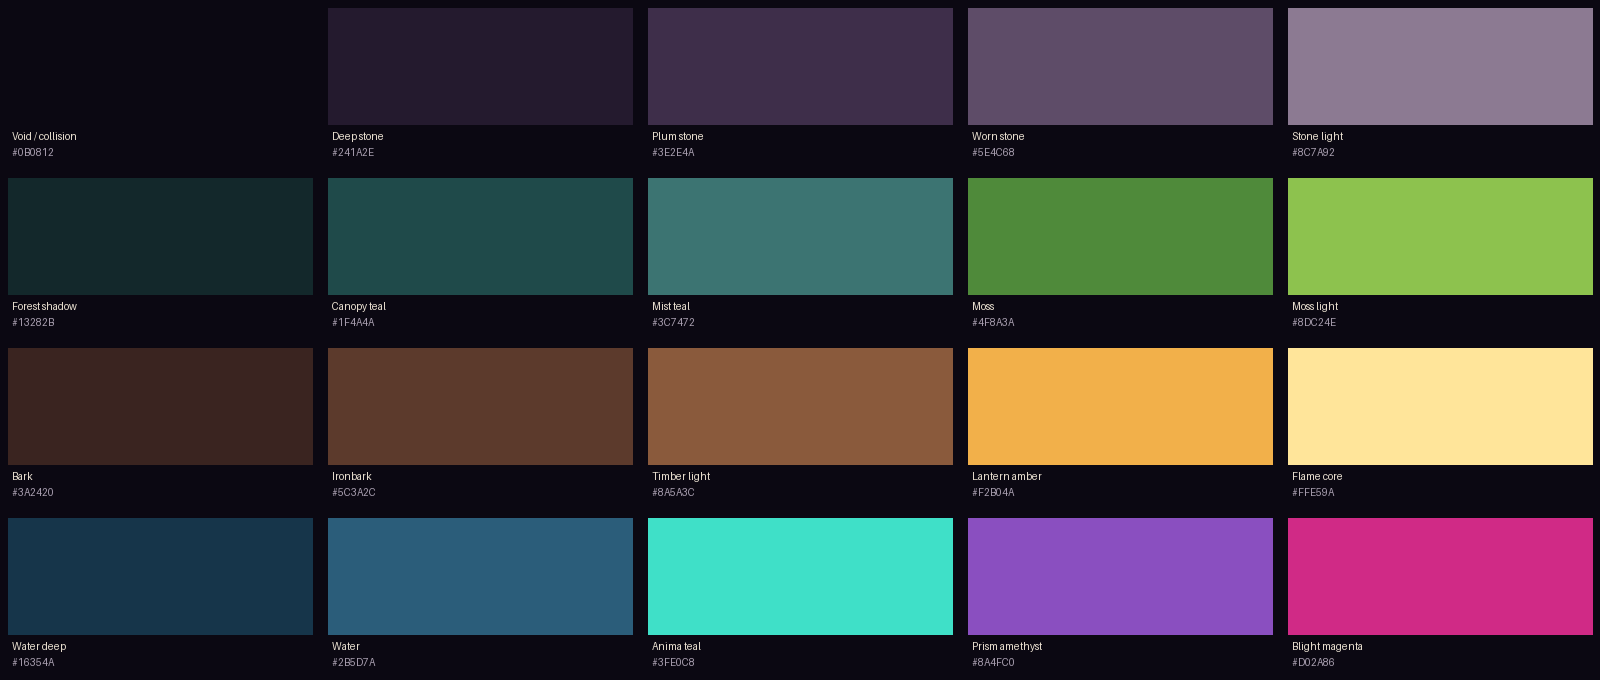 Void / collision
#0B0812
Deep stone
#241A2E
Plum stone
#3E2E4A
Worn stone
#5E4C68
Stone light
#8C7A92
Forest shadow
#13282B
Canopy teal
#1F4A4A
Mist teal
#3C7472
Moss
#4F8A3A
Moss light
#8DC24E
Bark
#3A2420
Ironbark
#5C3A2C
Timber light
#8A5A3C
Lantern amber
#F2B04A
Flame core
#FFE59A
Water deep
#16354A
Water
#2B5D7A
Anima teal
#3FE0C8
Prism amethyst
#8A4FC0
Blight magenta
#D02A86